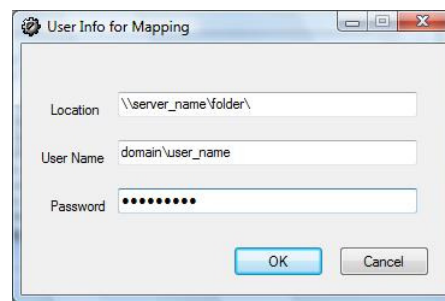 User Info for Mapping
Location
\\server_name\folder\
User Name
domain\user_name
Password
●●●●●●●●●
OK
Cancel